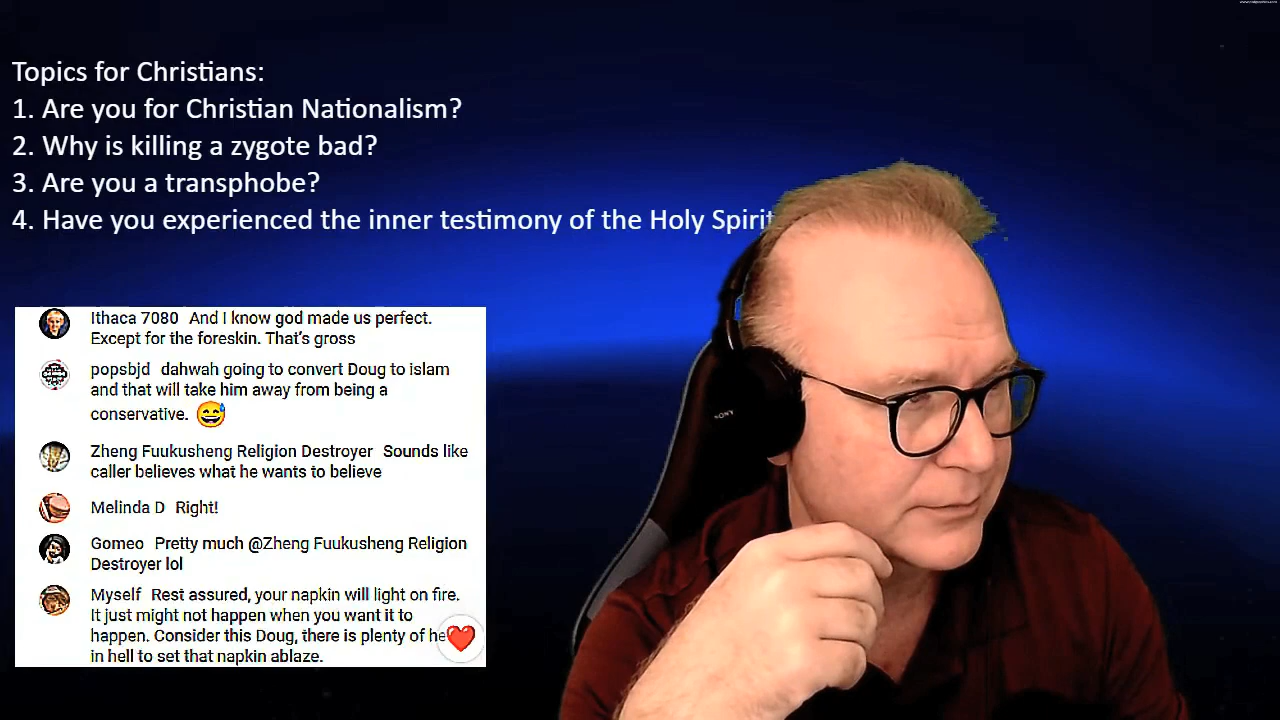 Topics for Christians:
1. Are you for Christian Nationalism?
2. Why is killing a zygote bad?
3. Are you a transphobe?
4. Have you experienced the inner testimony of the Holy Spirit
Ithaca 7080 And I know god made us perfect.
Except for the foreskin. That's gross
popsbjd dahwah going to convert Doug to islam
and that will take him away from being a
conservative. 😅
Zheng Fuukusheng Religion Destroyer Sounds like
caller believes what he wants to believe
Melinda D Right!
Gomeo Pretty much @Zheng Fuukusheng Religion
Destroyer lol
Myself Rest assured, your napkin will light on fire.
It just might not happen when you want it to
happen. Consider this Doug, there is plenty of
in hell to set that napkin ablaze.
SONY